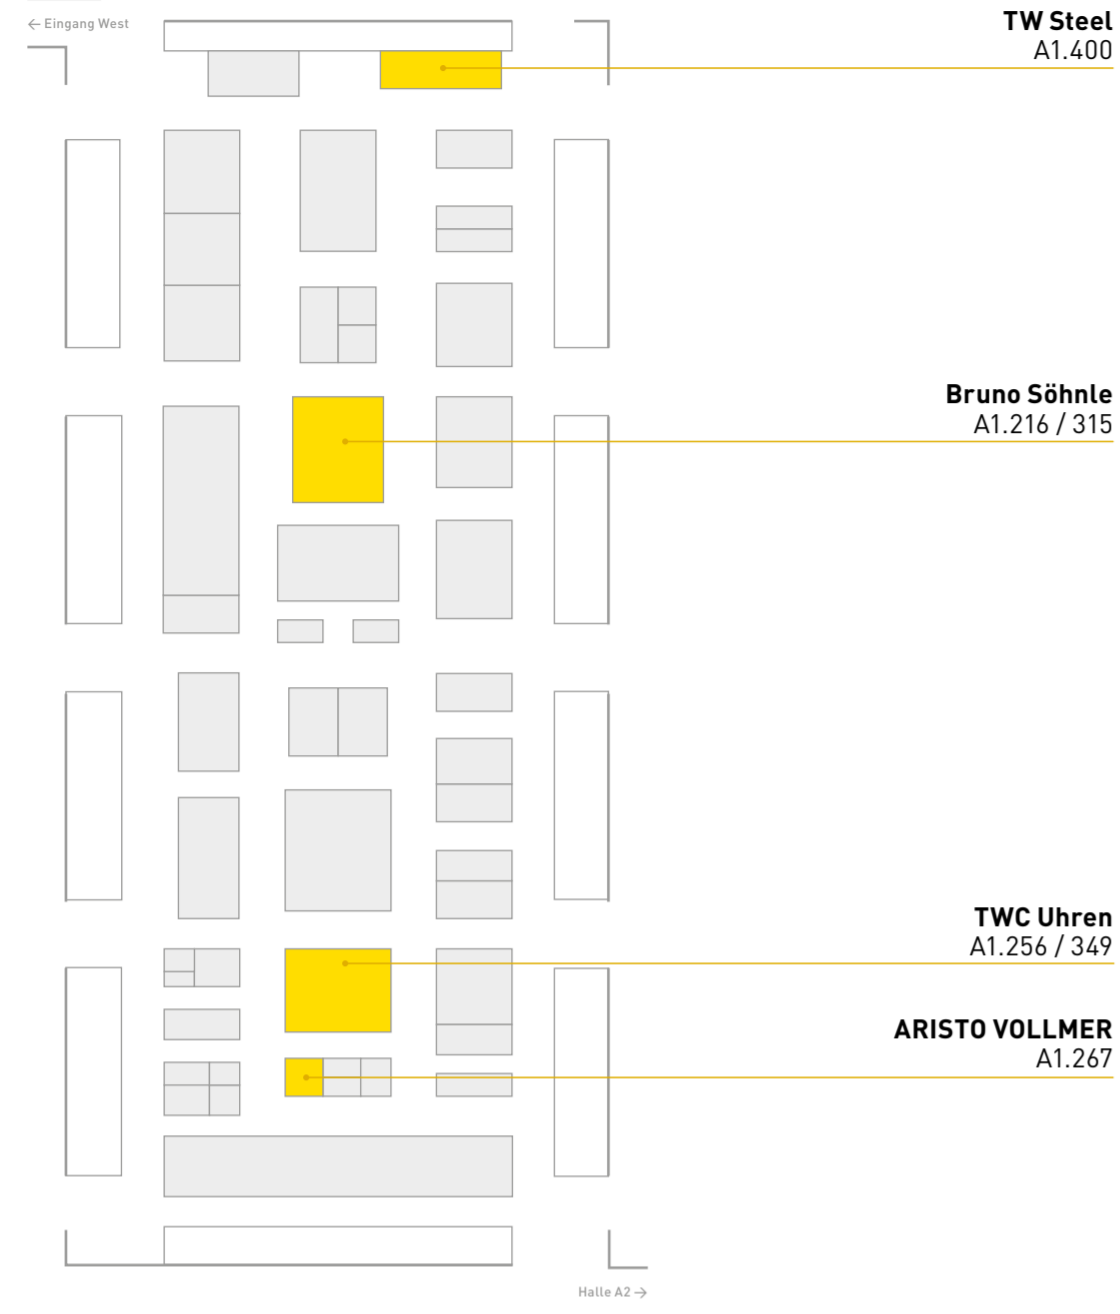 ← Eingang West
TW Steel
A1.400
Bruno Söhnle
A1.216 / 315
TWC Uhren
A1.256 / 349
ARISTO VOLLMER
A1.267
Halle A2 →